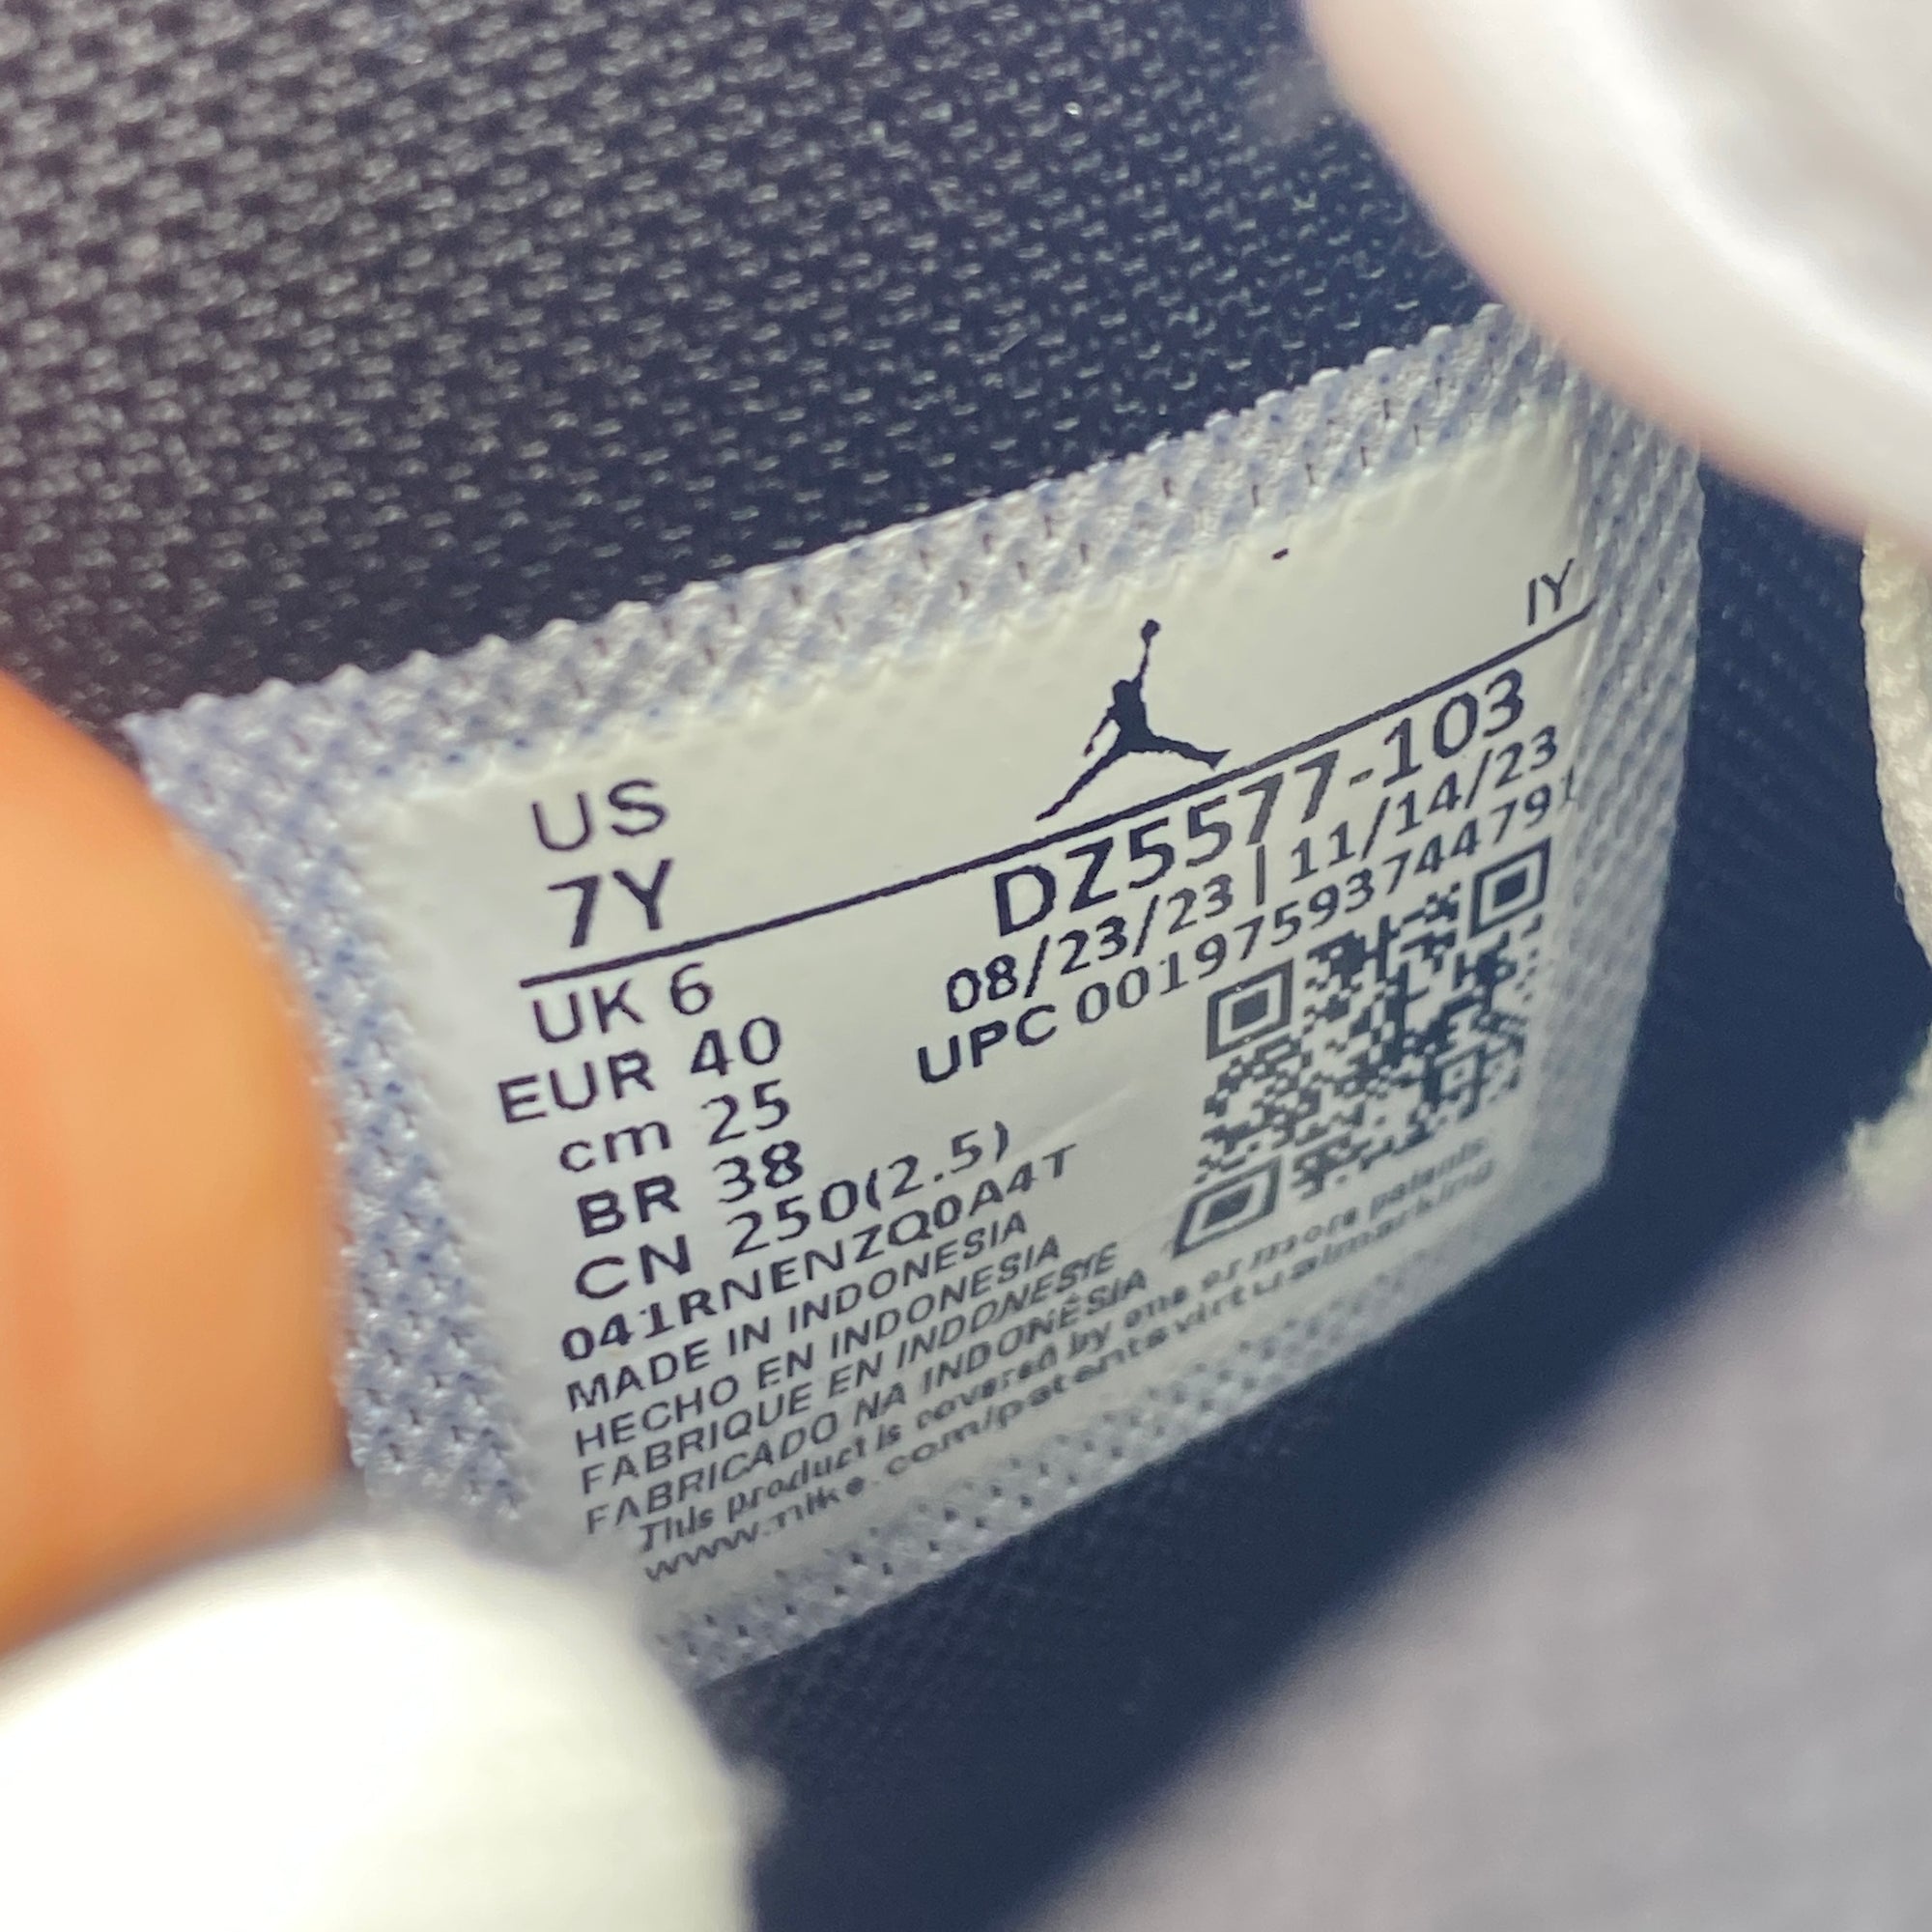 US
7Y
IY
UK 6
EUR 40
cm 25
BR 38
CN 250(2.5)
DZ5577-103
08/23/23 | 11/14/23
UPC 00197593744791
041RNENZQ0A4T
MADE IN INDONESIA
HECHO EN INDONESIA
FABRIQUE EN INDONESIE
FABRICADO NA INDONÉSIA
This product is covered by one or more patents
www.nike.com/patentsvirtualmarking